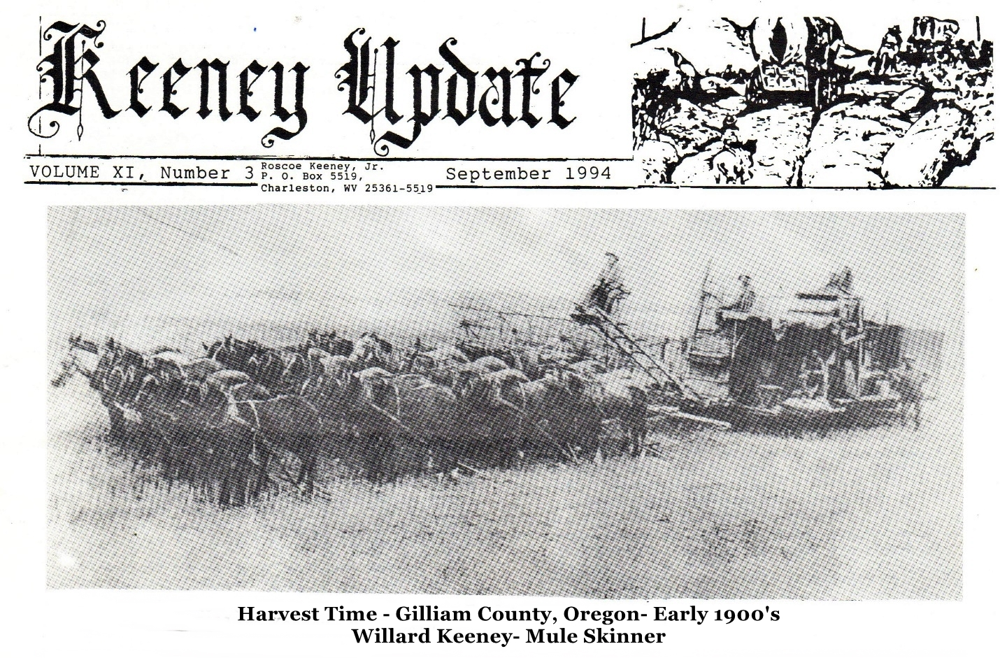 Keeney Update
VOLUME XI, Number 3
Roscoe Keeney, Jr.
P. O. Box 5519,
Charleston, WV 25361-5519
September 1994
Harvest Time - Gilliam County, Oregon- Early 1900's
Willard Keeney- Mule Skinner